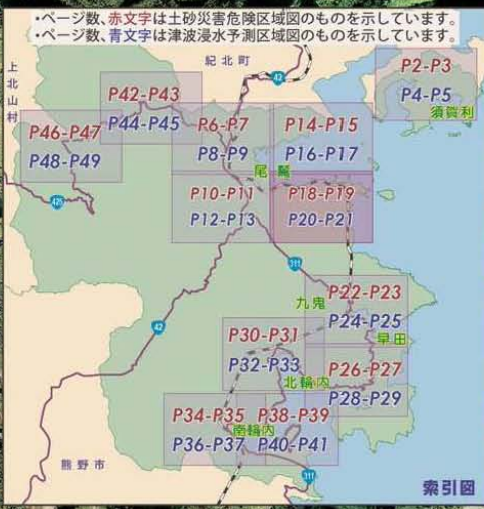 ・ページ数、赤文字は土砂災害危険区域図のものを示しています。
・ページ数、青文字は津波浸水予測区域図のものを示しています。
上北山村
紀北町
42
P2-P3
P4-P5
須賀利
P42-P43
P44-P45
P46-P47
P48-P49
P6-P7
P8-P9
P14-P15
P16-P17
尾鷲
P10-P11
P12-P13
P18-P19
P20-P21
425
311
P22-P23
九鬼
P24-P25
早田
42
P30-P31
P32-P33
P26-P27
北輪内
P28-P29
P34-P35
P38-P39
南輪内
P36-P37
P40-P41
熊野市
311
索引図